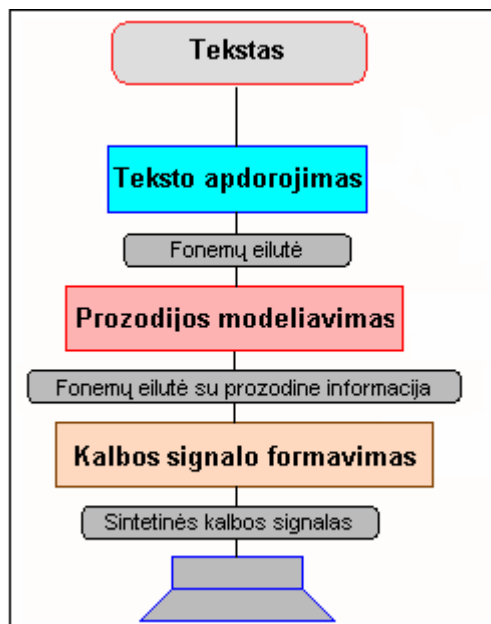 Tekstas
Teksto apdorojimas
Fonemų eilutė
Prozodijos modeliavimas
Fonemų eilutė su prozodine informacija
Kalbos signalo formavimas
Sintetinės kalbos signalas